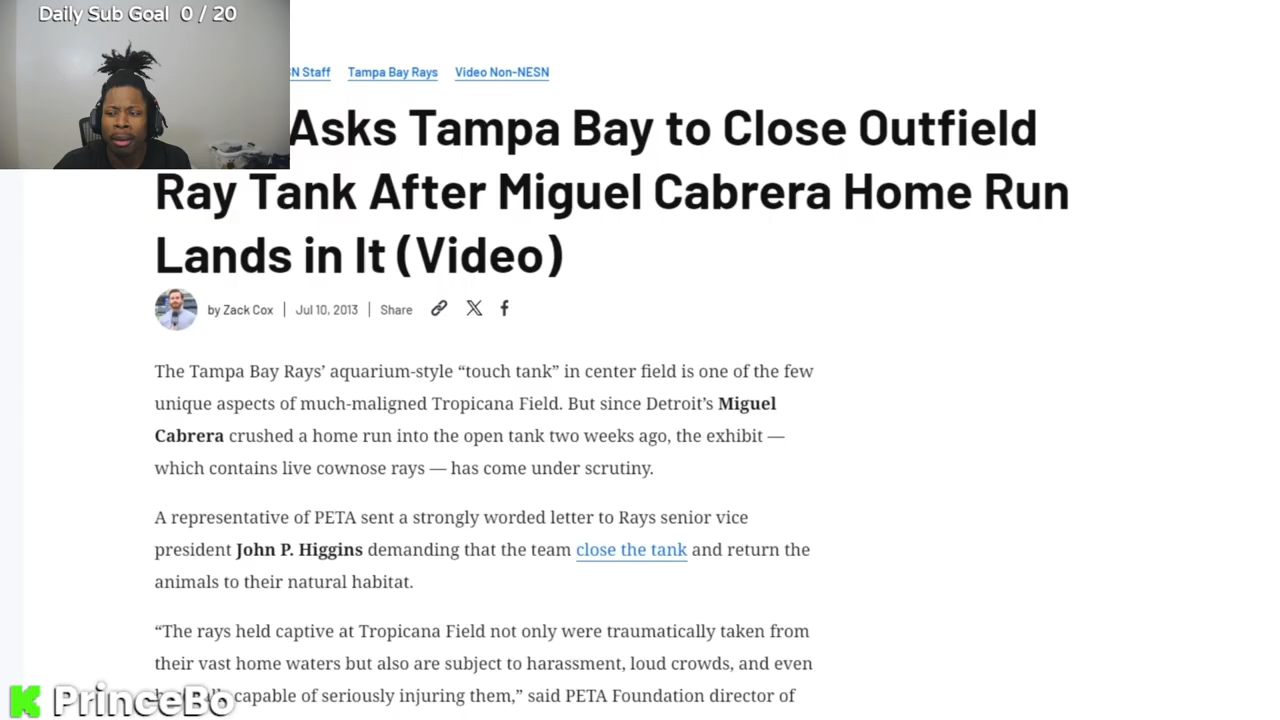 Daily Sub Goal 0 / 20
N Staff Tampa Bay Rays Video Non-NESN
Asks Tampa Bay to Close Outfield
Ray Tank After Miguel Cabrera Home Run
Lands in It (Video)
by Zack Cox | Jul 10, 2013 | Share
The Tampa Bay Rays’ aquarium-style “touch tank” in center field is one of the few
unique aspects of much-maligned Tropicana Field. But since Detroit’s Miguel
Cabrera crushed a home run into the open tank two weeks ago, the exhibit —
which contains live cownose rays — has come under scrutiny.
A representative of PETA sent a strongly worded letter to Rays senior vice
president John P. Higgins demanding that the team close the tank and return the
animals to their natural habitat.
“The rays held captive at Tropicana Field not only were traumatically taken from
their vast home waters but also are subject to harassment, loud crowds, and even
capable of seriously injuring them,” said PETA Foundation director of
PrinceBo